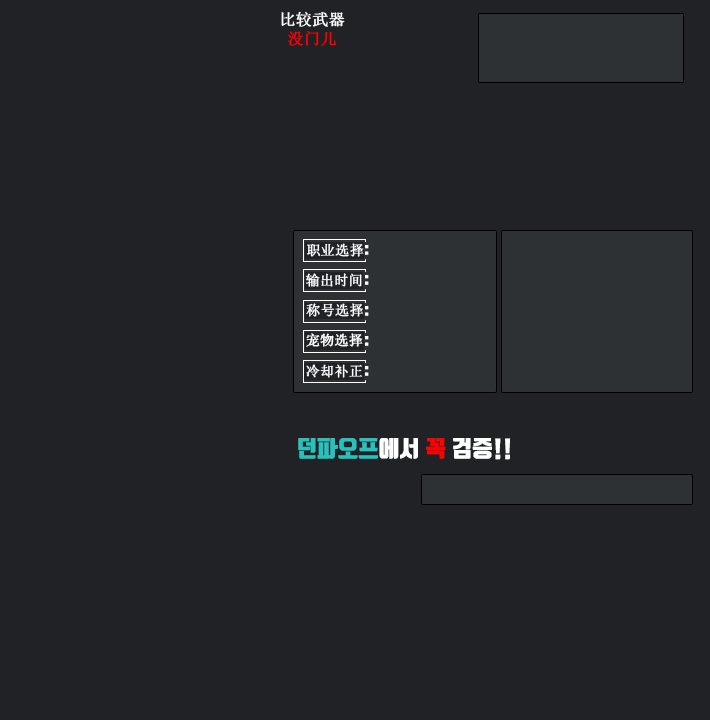 比较武器
没门儿
职业选择:
输出时间:
称号选择:
宠物选择:
冷却补正:
던파오프에서 꼭 검증!!